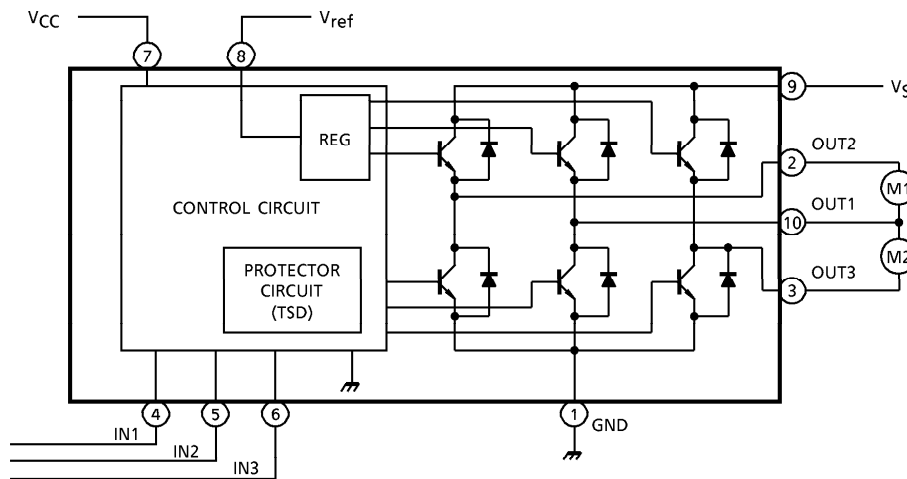 VCC
Vref
7
8
9
VS
REG
2
OUT2
M1
CONTROL CIRCUIT
10
OUT1
M2
PROTECTOR
CIRCUIT
(TSD)
3
OUT3
4
5
6
1
GND
IN1
IN2
IN3